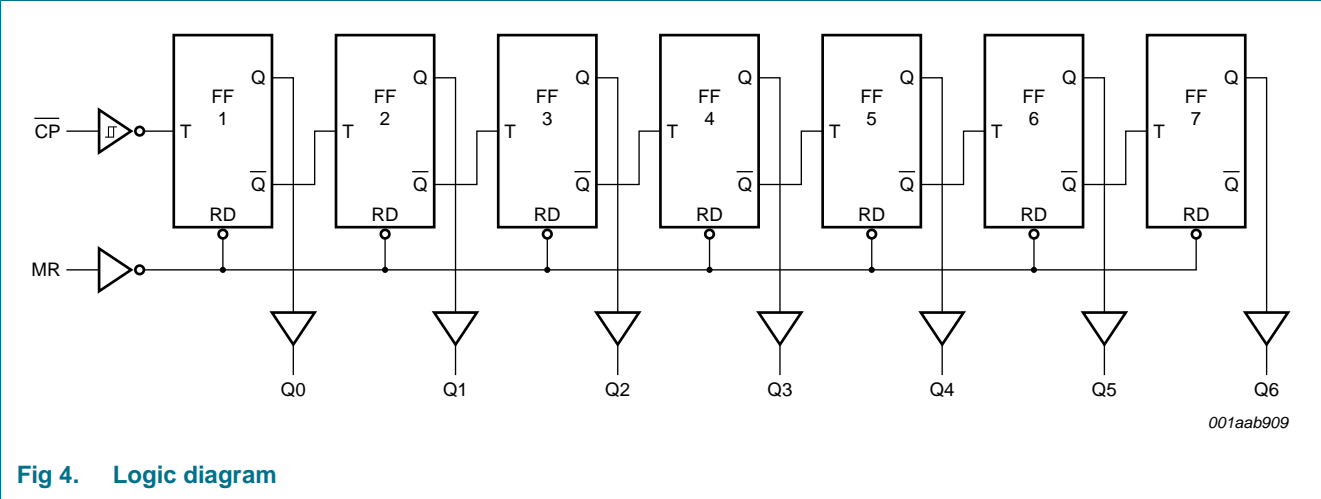 Q Q Q Q Q Q Q
FF FF FF FF FF FF FF
1 2 3 4 5 6 7
C̅P̅ T T T T T T T
Q̅ Q̅ Q̅ Q̅ Q̅ Q̅ Q̅
RD RD RD RD RD RD RD
MR
Q0 Q1 Q2 Q3 Q4 Q5 Q6
001aab909
Fig 4. Logic diagram